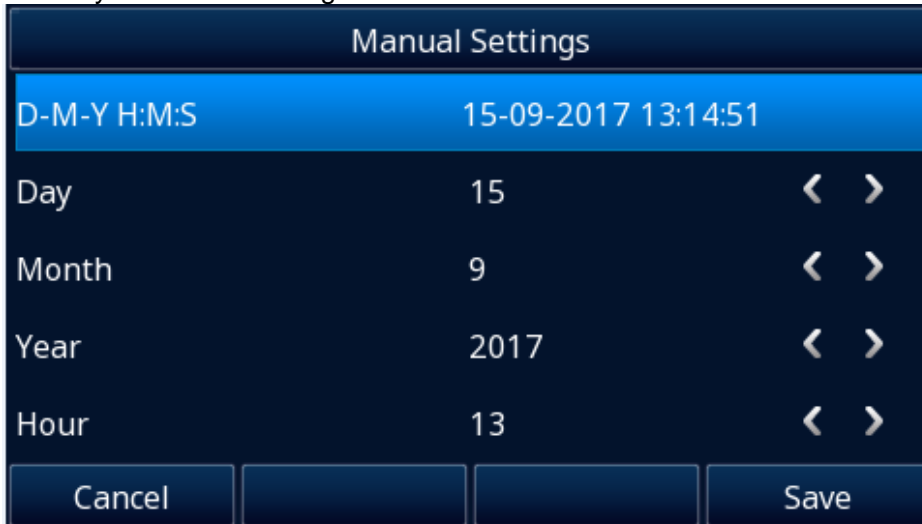 Manual Settings
D-M-Y H:M:S 15-09-2017 13:14:51
Day 15
Month 9
Year 2017
Hour 13
Cancel Save